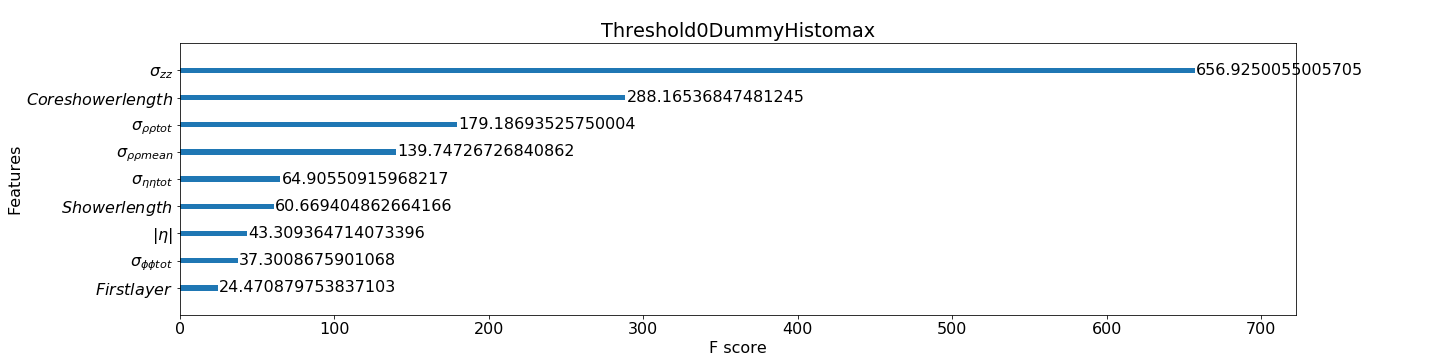 Threshold0DummyHistomax
σzz 656.9250055005705
Coreshowerlength 288.16536847481245
σρρtot 179.18693525750004
σρρmean 139.74726726840862
σηηtot 64.90550915968217
Showerlength 60.669404862664166
|η| 43.309364714073396
σϕϕtot 37.3008675901068
Firstlayer 24.470879753837103
Features
0 100 200 300 400 500 600 700
F score